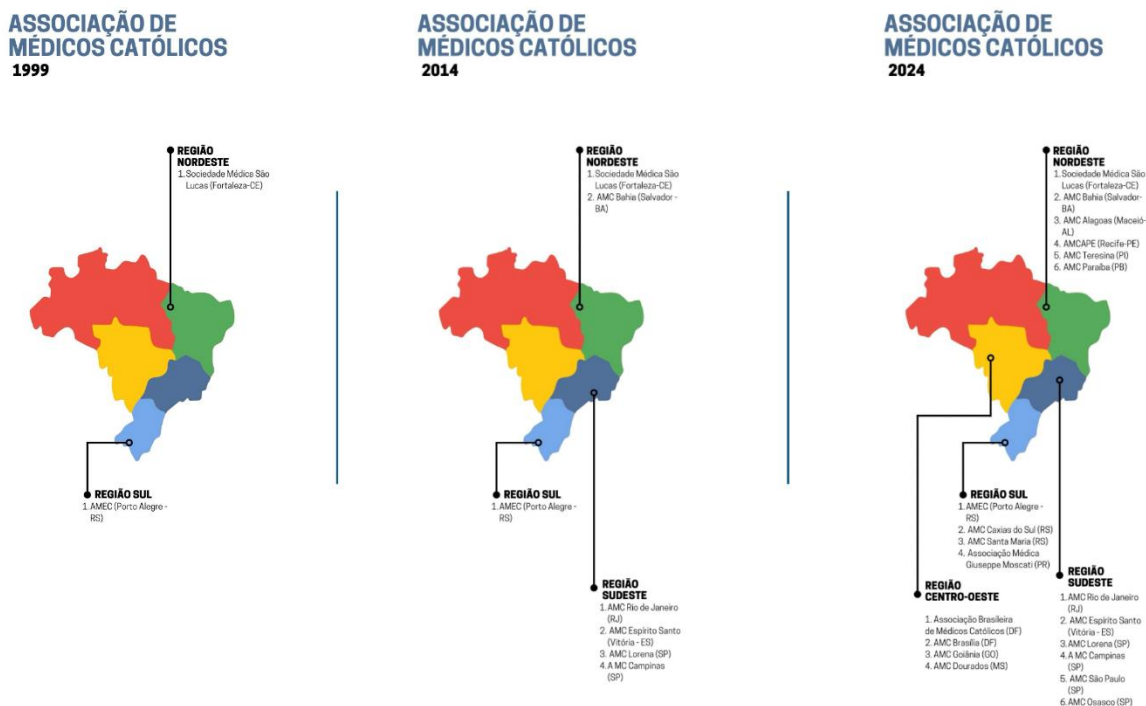 ASSOCIAÇÃO DE
MÉDICOS CATÓLICOS
1999
REGIÃO
NORDESTE
1. Sociedade Médica São
Lucas (Fortaleza-CE)
REGIÃO SUL
1. AMEC (Porto Alegre -
RS)
ASSOCIAÇÃO DE
MÉDICOS CATÓLICOS
2014
REGIÃO
NORDESTE
1. Sociedade Médica São
Lucas (Fortaleza-CE)
2. AMC Bahia (Salvador -
BA)
REGIÃO SUL
1. AMEC (Porto Alegre -
RS)
REGIÃO
SUDESTE
1. AMC Rio de Janeiro
(RJ)
2. AMC Espírito Santo
(Vitória - ES)
3. AMC Lorena (SP)
4. A MC Campinas
(SP)
ASSOCIAÇÃO DE
MÉDICOS CATÓLICOS
2024
REGIÃO
NORDESTE
1. Sociedade Médica São
Lucas (Fortaleza-CE)
2. AMC Bahia (Salvador-
BA)
3. AMC Alagoas (Maceió-
AL)
4. AMCAPE (Recife-PE)
5. AMC Teresina (PI)
6. AMC Paraíba (PB)
REGIÃO SUL
1. AMEC (Porto Alegre -
RS)
2. AMC Caxias do Sul (RS)
3. AMC Santa Maria (RS)
4. Associação Médica
Giuseppe Moscati (PR)
REGIÃO
CENTRO-OESTE
1. Associação Brasileira
de Médicos Católicos (DF)
2. AMC Brasília (DF)
3. AMC Goiânia (GO)
4. AMC Dourados (MS)
REGIÃO
SUDESTE
1. AMC Rio de Janeiro
(RJ)
2. AMC Espírito Santo
(Vitória - ES)
3. AMC Lorena (SP)
4. A MC Campinas
(SP)
5. AMC São Paulo
(SP)
6. AMC Osasco (SP)